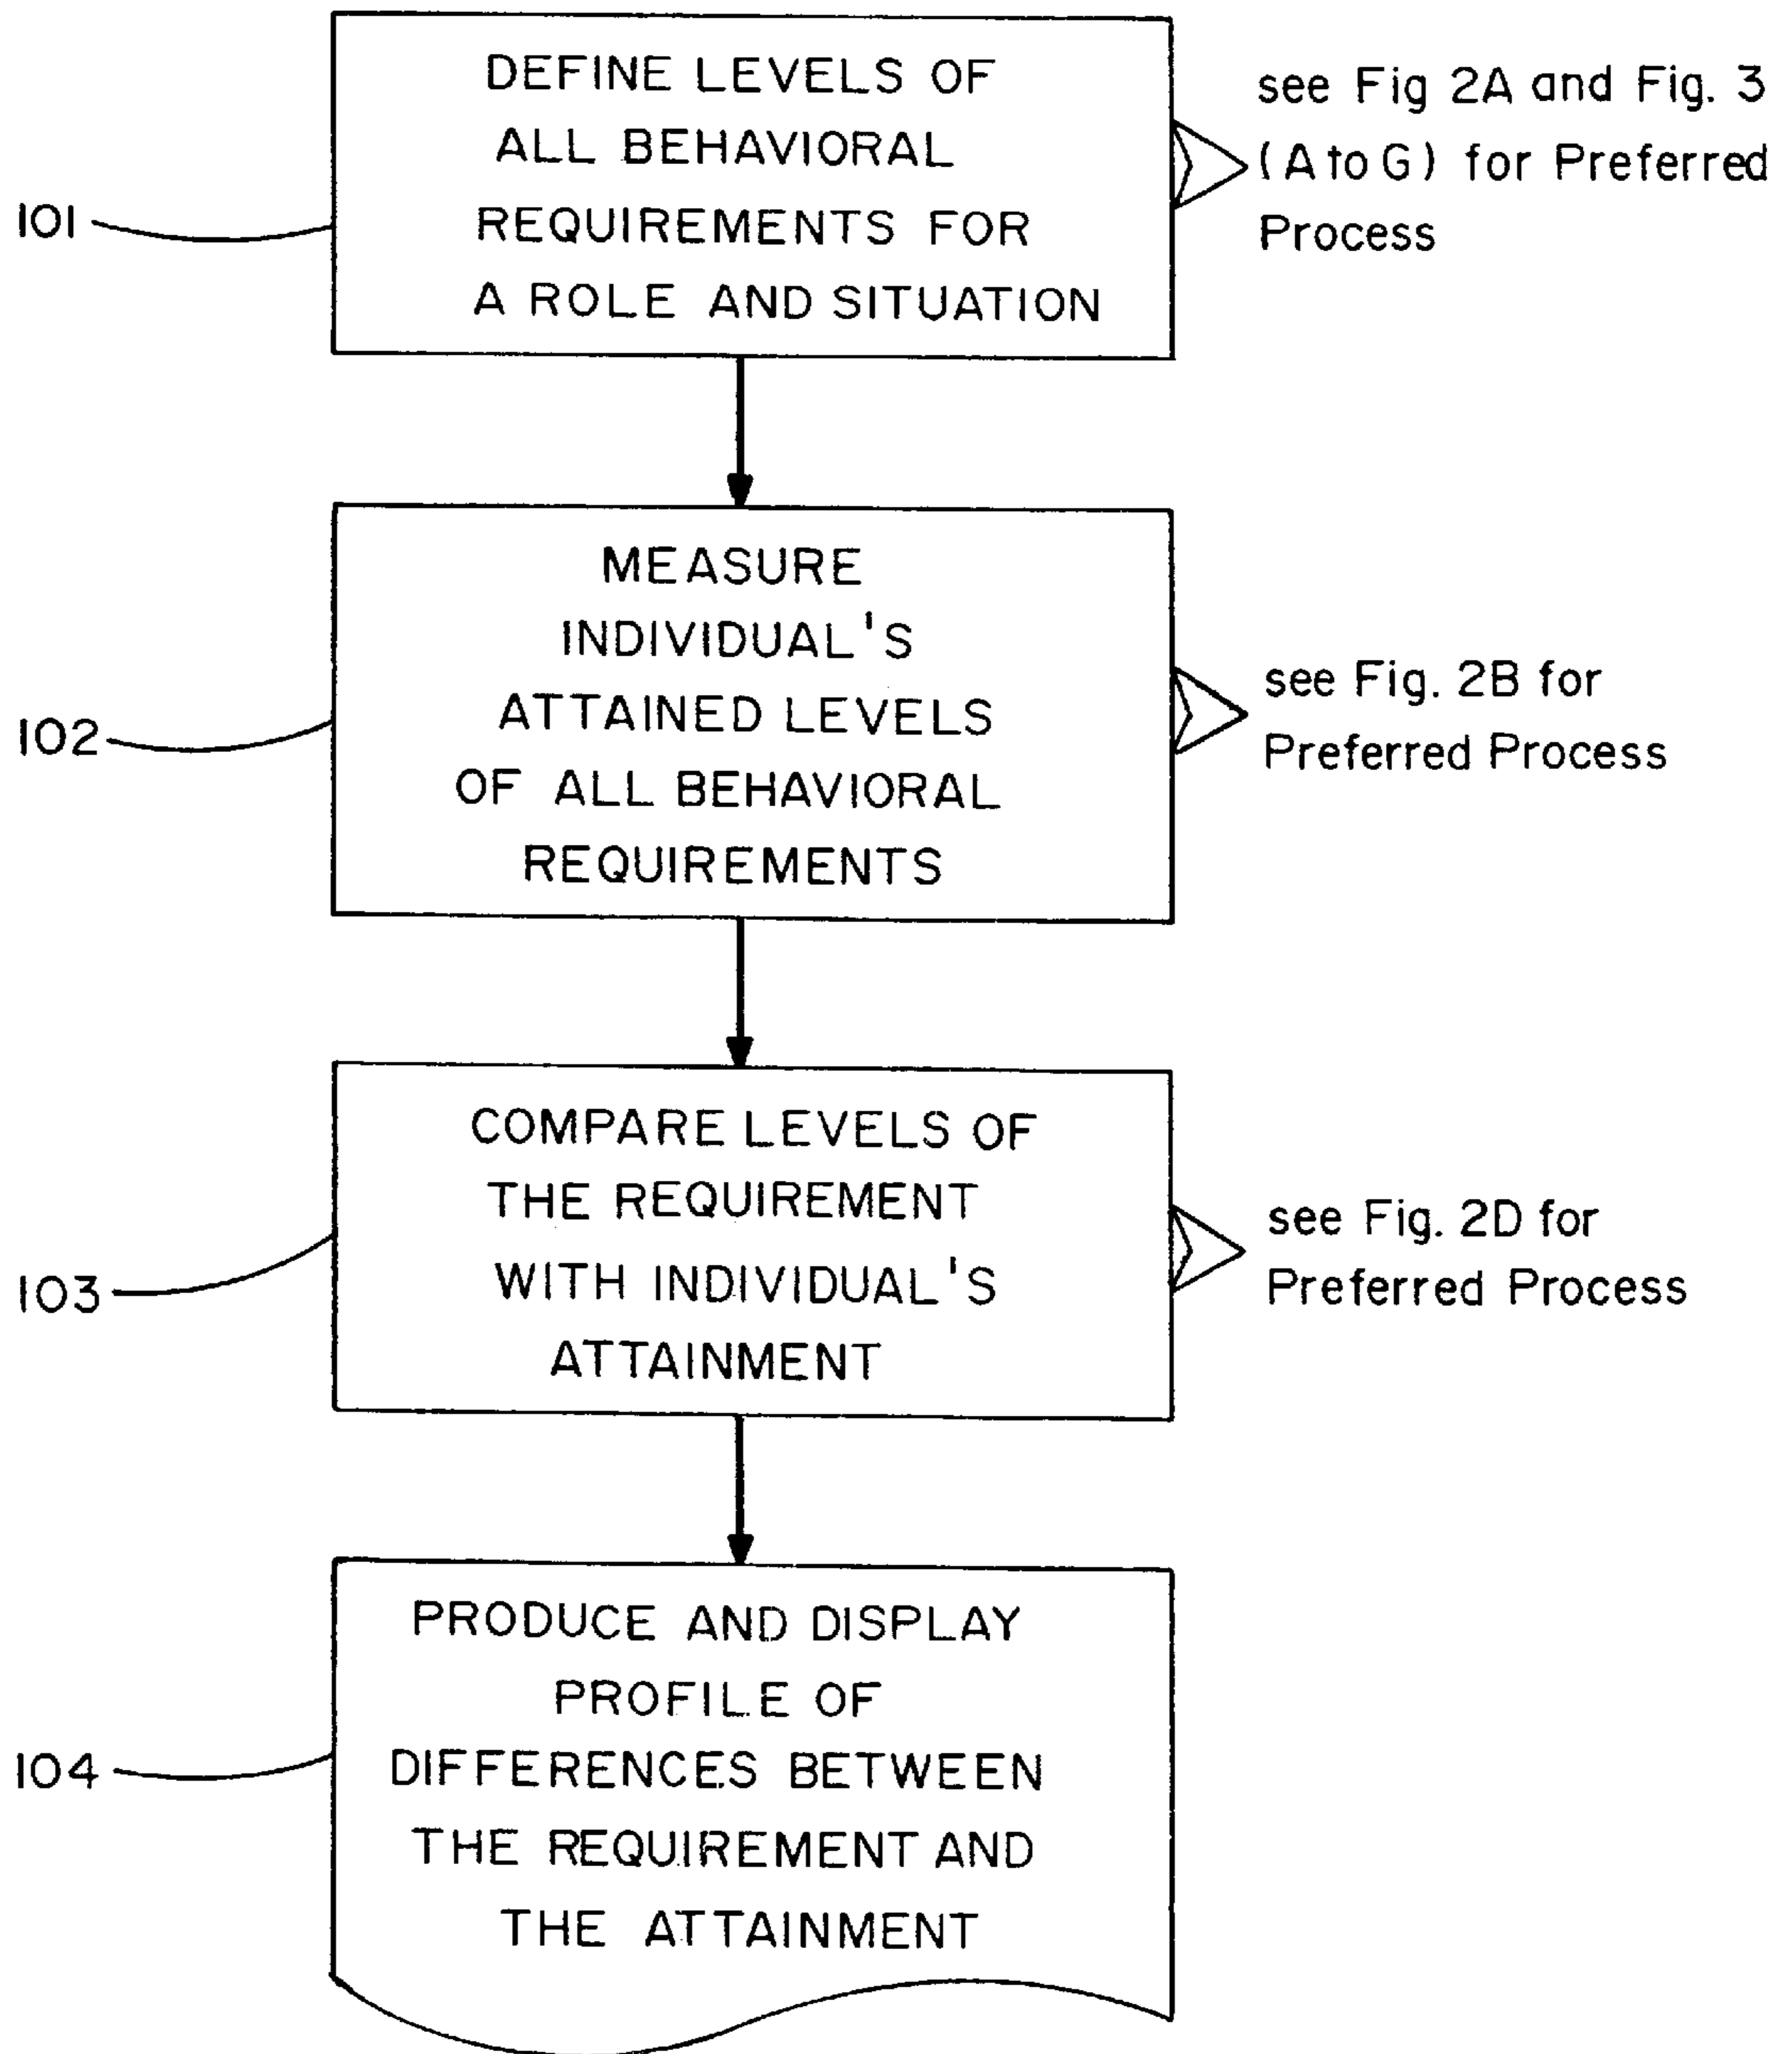 DEFINE LEVELS OF
ALL BEHAVIORAL
REQUIREMENTS FOR
A ROLE AND SITUATION
101
see Fig 2A and Fig. 3
(A to G) for Preferred
Process
MEASURE
INDIVIDUAL'S
ATTAINED LEVELS
OF ALL BEHAVIORAL
REQUIREMENTS
102
see Fig. 2B for
Preferred Process
COMPARE LEVELS OF
THE REQUIREMENT
WITH INDIVIDUAL'S
ATTAINMENT
103
see Fig. 2D for
Preferred Process
PRODUCE AND DISPLAY
PROFILE OF
DIFFERENCES BETWEEN
THE REQUIREMENT AND
THE ATTAINMENT
104